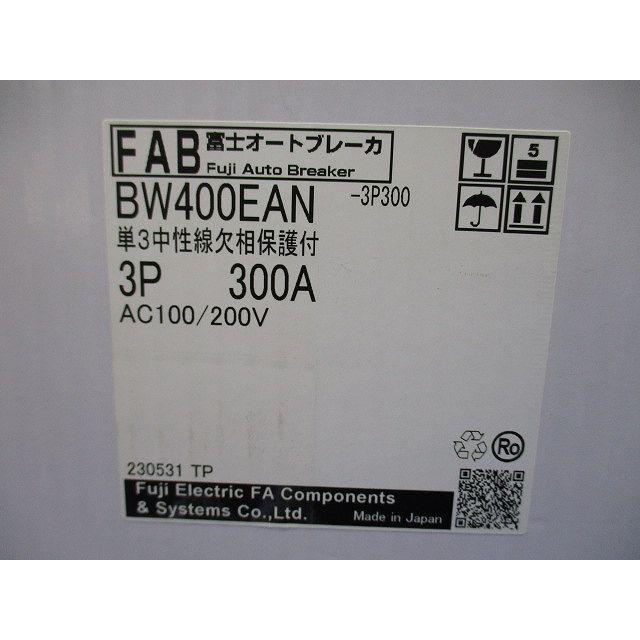 FAB 富士オートブレーカ
Fuji Auto Breaker
BW400EAN -3P300
単3中性線欠相保護付
3P 300A
AC100/200V
5
Ro
230531 TP
Fuji Electric FA Components
& Systems Co.,Ltd. Made in Japan